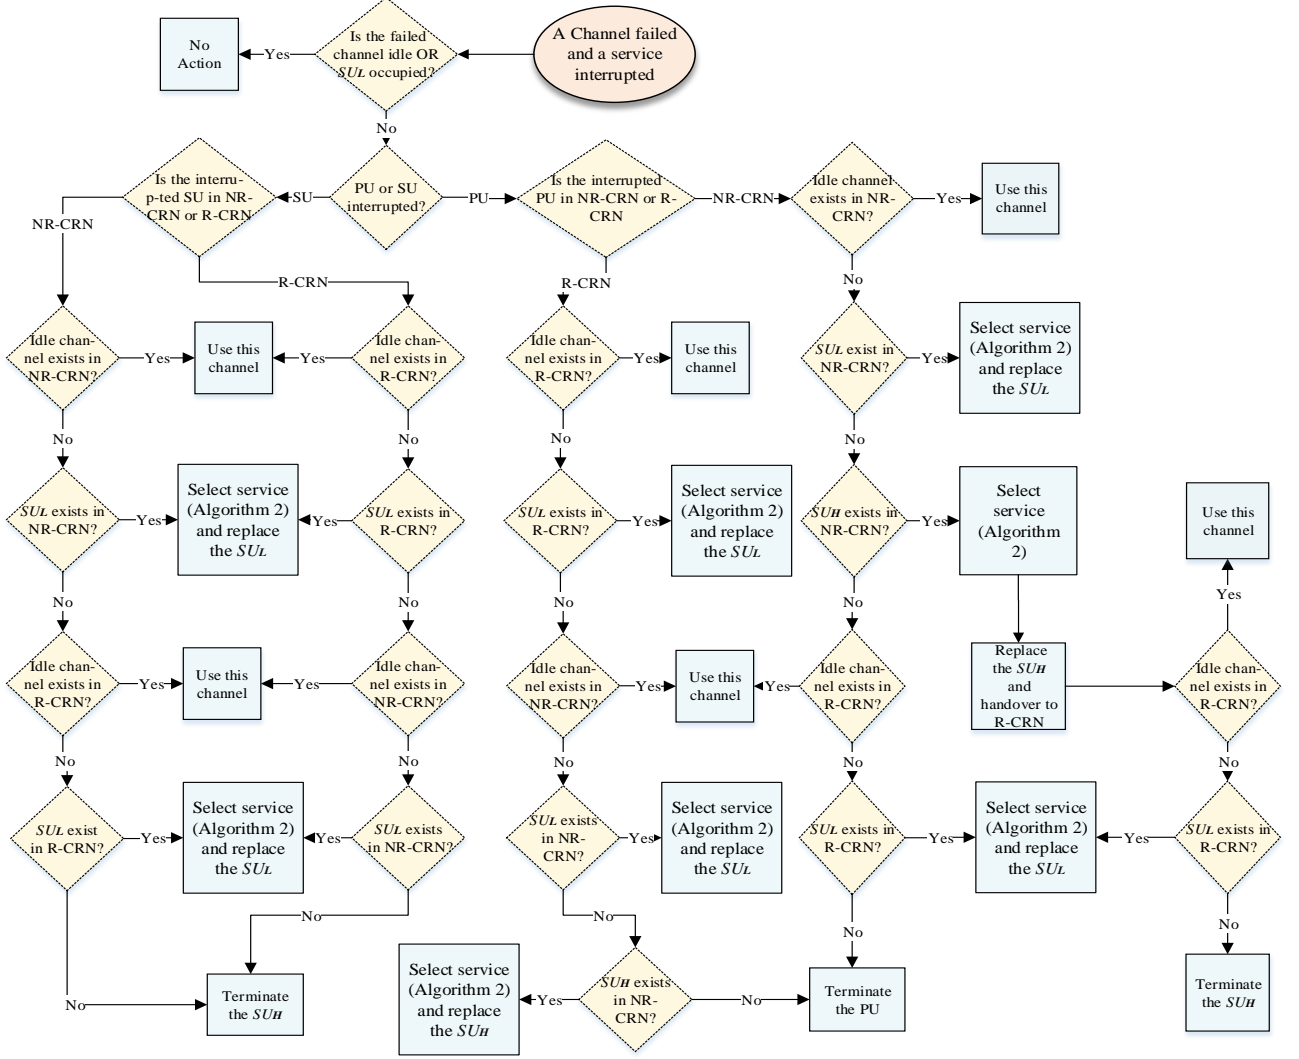 No
Action
Yes
Is the failed
channel idle OR
SUL occupied?
A Channel failed
and a service
interrupted
No
Is the interru-
p-ted SU in NR-
CRN or R-CRN
SU
PU or SU
interrupted?
PU
Is the interrupted
PU in NR-CRN or R-
CRN
NR-CRN
Idle channel
exists in NR-
CRN?
Yes
Use this
channel
NR-CRN
R-CRN
R-CRN
No
Idle chan-
nel exists in
NR-CRN?
Yes
Use this
channel
Yes
Idle chan-
nel exists in
R-CRN?
Idle chan-
nel exists in
R-CRN?
Yes
Use this
channel
SUL exist in
NR-CRN?
Yes
Select service
(Algorithm 2)
and replace
the SUL
No
No
No
No
SUL exists in
NR-CRN?
Yes
Select service
(Algorithm 2)
and replace
the SUL
Yes
SUL exists in
R-CRN?
SUL exists in
R-CRN?
Yes
Select service
(Algorithm 2)
and replace
the SUL
SUH exists in
NR-CRN?
Yes
Select
service
(Algorithm
2)
Use this
channel
Yes
No
No
No
No
Idle chan-
nel exists in
R-CRN?
Yes
Use this
channel
Yes
Idle chan-
nel exists in
NR-CRN?
Idle chan-
nel exists in
NR-CRN?
Yes
Use this
channel
Yes
Idle chan-
nel exists in
R-CRN?
Replace
the SUH
and
handover to
R-CRN
Idle chan-
nel exists in
R-CRN?
No
No
No
No
No
SUL exist
in R-CRN?
Yes
Select service
(Algorithm 2)
and replace
the SUL
Yes
SUL exists
in NR-CRN?
SUL exists
in NR-
CRN?
Yes
Select service
(Algorithm 2)
and replace
the SUL
SUL exists in
R-CRN?
Yes
Select service
(Algorithm 2)
and replace
the SUL
Yes
SUL exists in
R-CRN?
No
No
No
No
No
Terminate
the SUH
Select service
(Algorithm 2)
and replace
the SUH
Yes
SUH exists
in NR-
CRN?
No
Terminate
the PU
Terminate
the SUH